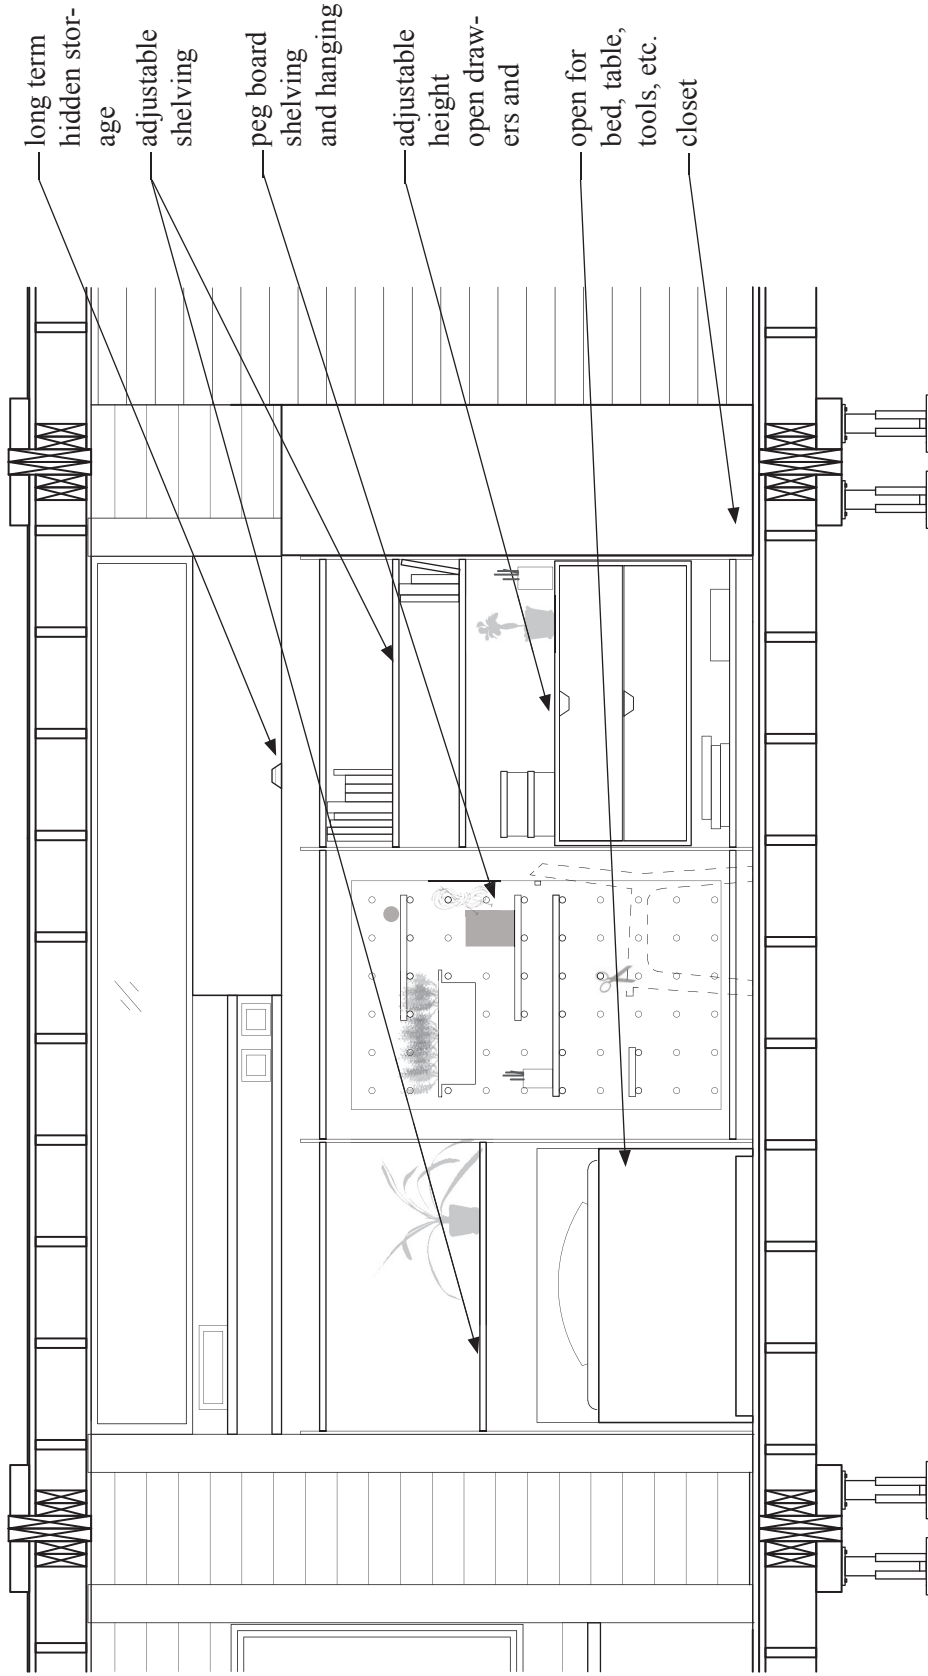 long term
hidden stor-
age
adjustable
shelving
peg board
shelving
and hanging
adjustable
height
open draw-
ers and
open for
bed, table,
tools, etc.
closet